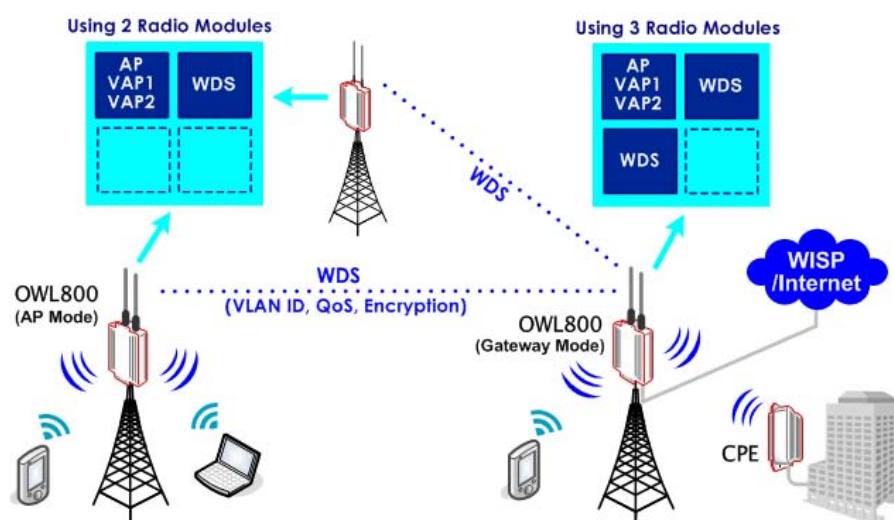 Using 2 Radio Modules
AP
VAP1
VAP2
WDS
Using 3 Radio Modules
AP
VAP1
VAP2
WDS
WDS
WDS
WDS
(VLAN ID, QoS, Encryption)
OWL800
(AP Mode)
OWL800
(Gateway Mode)
WISP
/Internet
CPE